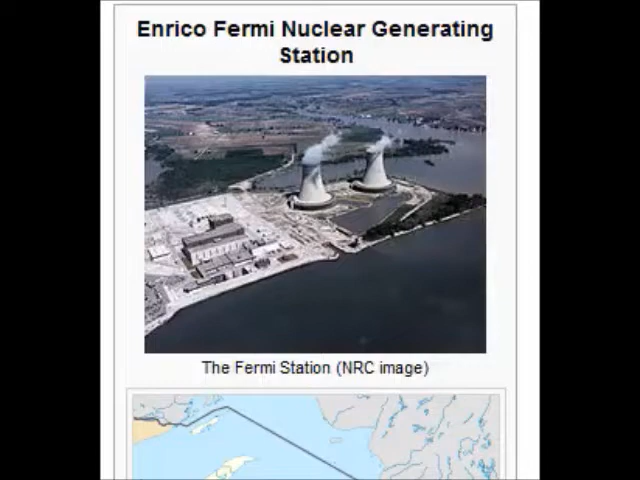 Enrico Fermi Nuclear Generating
Station
The Fermi Station (NRC image)